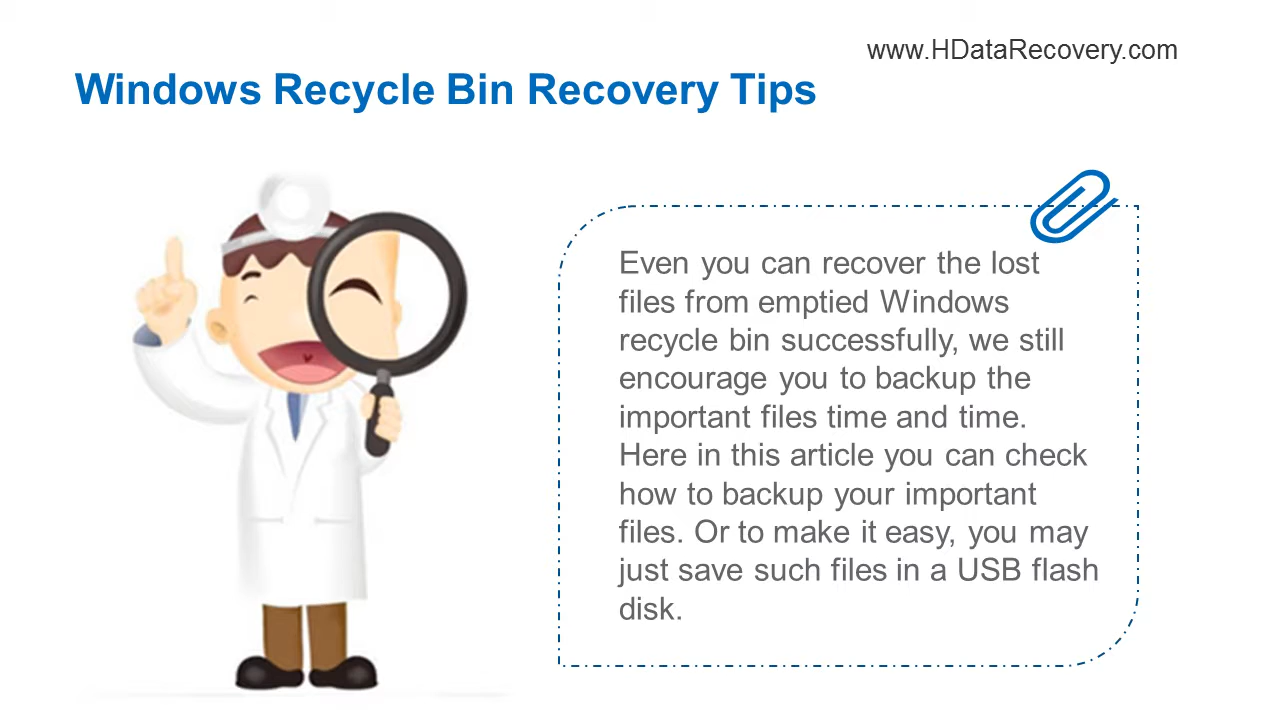 www.HDataRecovery.com
Windows Recycle Bin Recovery Tips
Even you can recover the lost
files from emptied Windows
recycle bin successfully, we still
encourage you to backup the
important files time and time.
Here in this article you can check
how to backup your important
files. Or to make it easy, you may
just save such files in a USB flash
disk.